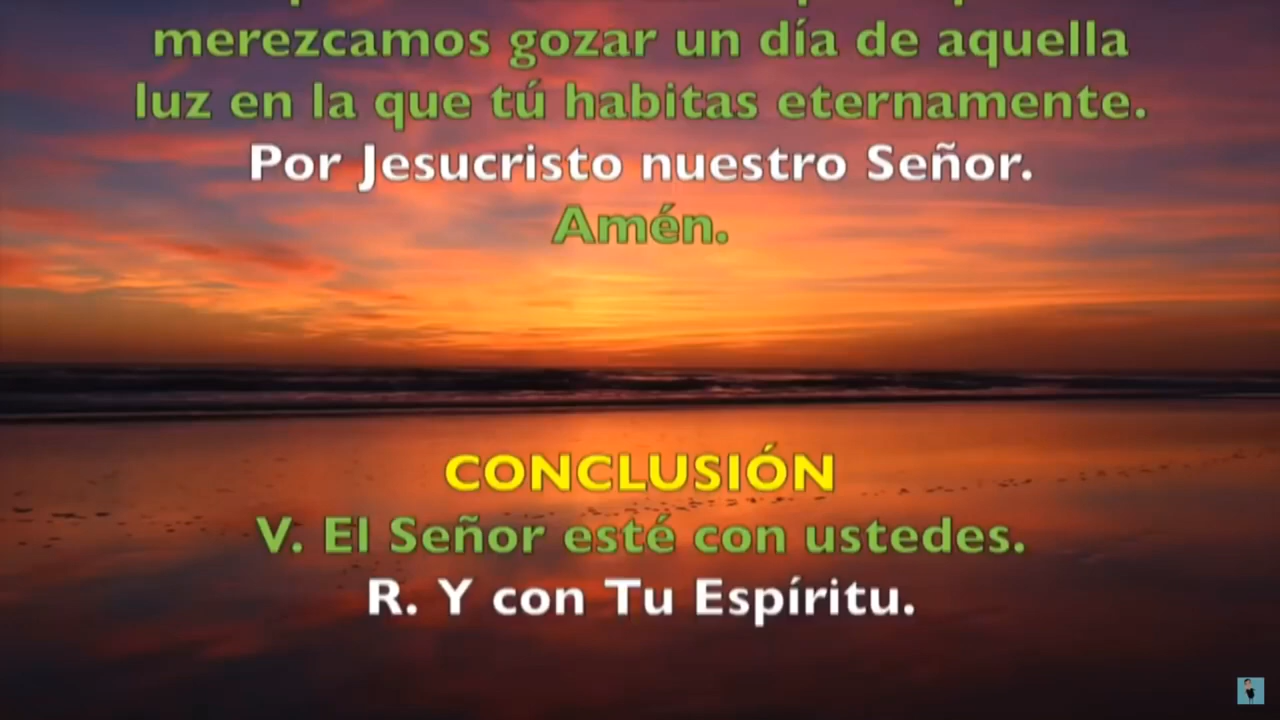 merezcamos gozar un día de aquella
luz en la que tú habitas eternamente.
Por Jesucristo nuestro Señor.
Amén.
CONCLUSIÓN
V. El Señor esté con ustedes.
R. Y con Tu Espíritu.